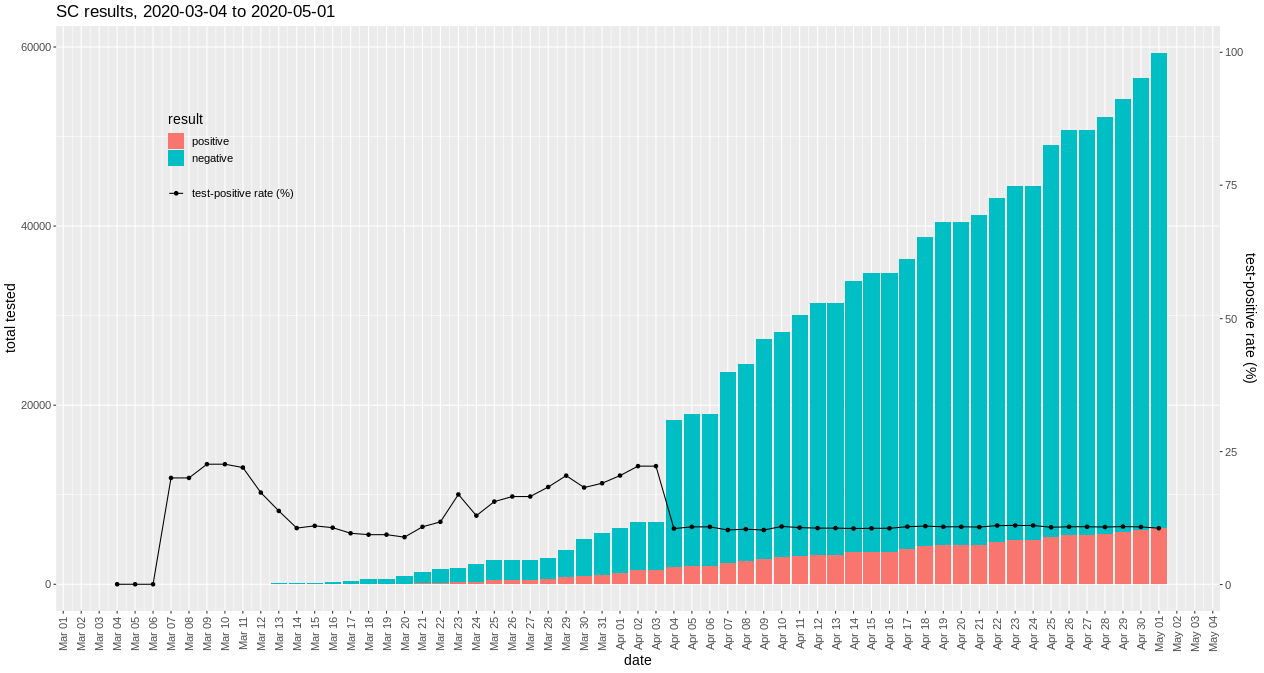 SC results, 2020-03-04 to 2020-05-01
60000
40000
20000
0
total tested
result
positive
negative
test-positive rate (%)
100
75
50
25
0
test-positive rate (%)
Mar 01
Mar 02
Mar 03
Mar 04
Mar 05
Mar 06
Mar 07
Mar 08
Mar 09
Mar 10
Mar 11
Mar 12
Mar 13
Mar 14
Mar 15
Mar 16
Mar 17
Mar 18
Mar 19
Mar 20
Mar 21
Mar 22
Mar 23
Mar 24
Mar 25
Mar 26
Mar 27
Mar 28
Mar 29
Mar 30
Mar 31
Apr 01
Apr 02
Apr 03
Apr 04
Apr 05
Apr 06
Apr 07
Apr 08
Apr 09
Apr 10
Apr 11
Apr 12
Apr 13
Apr 14
Apr 15
Apr 16
Apr 17
Apr 18
Apr 19
Apr 20
Apr 21
Apr 22
Apr 23
Apr 24
Apr 25
Apr 26
Apr 27
Apr 28
Apr 29
Apr 30
May 01
May 02
May 03
May 04
date